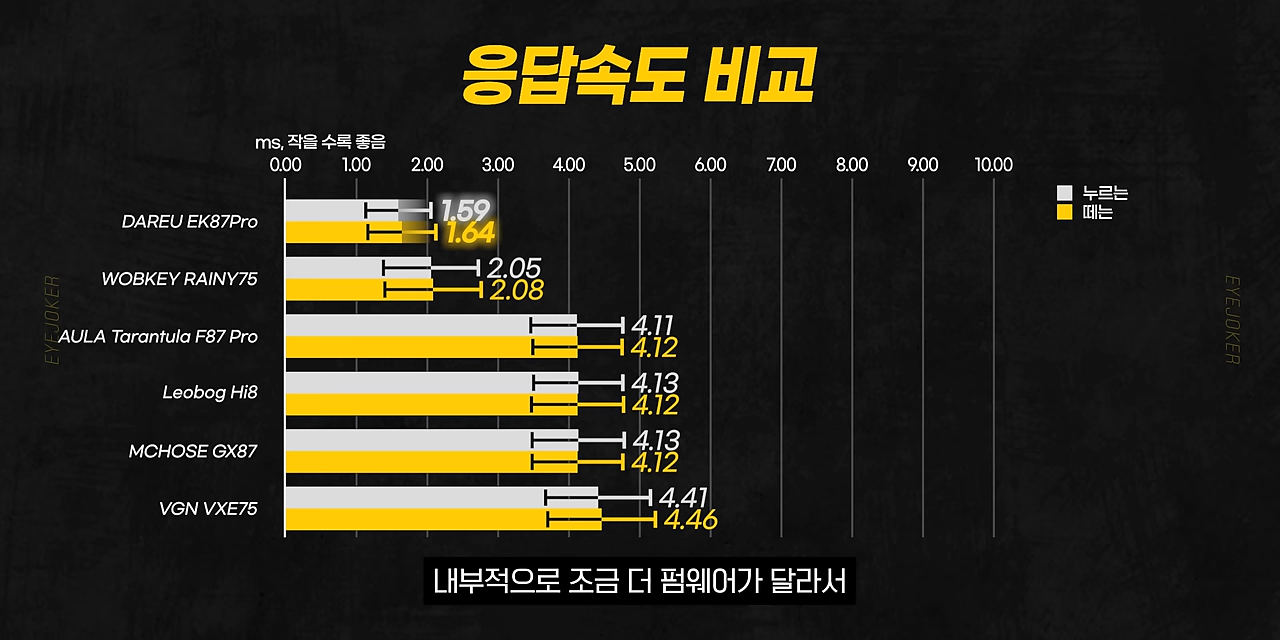 응답속도 비교
ms, 작을 수록 좋음
0.00 1.00 2.00 3.00 4.00 5.00 6.00 7.00 8.00 9.00 10.00
누르는
떼는
DAREU EK87Pro
1.59
1.64
WOBKEY RAINY75
2.05
2.08
AULA Tarantula F87 Pro
4.11
4.12
Leobog Hi8
4.13
4.12
MCHOSE GX87
4.13
4.12
VGN VXE75
4.41
4.46
EYEJOKER
EYEJOKER
내부적으로 조금 더 펌웨어가 달라서